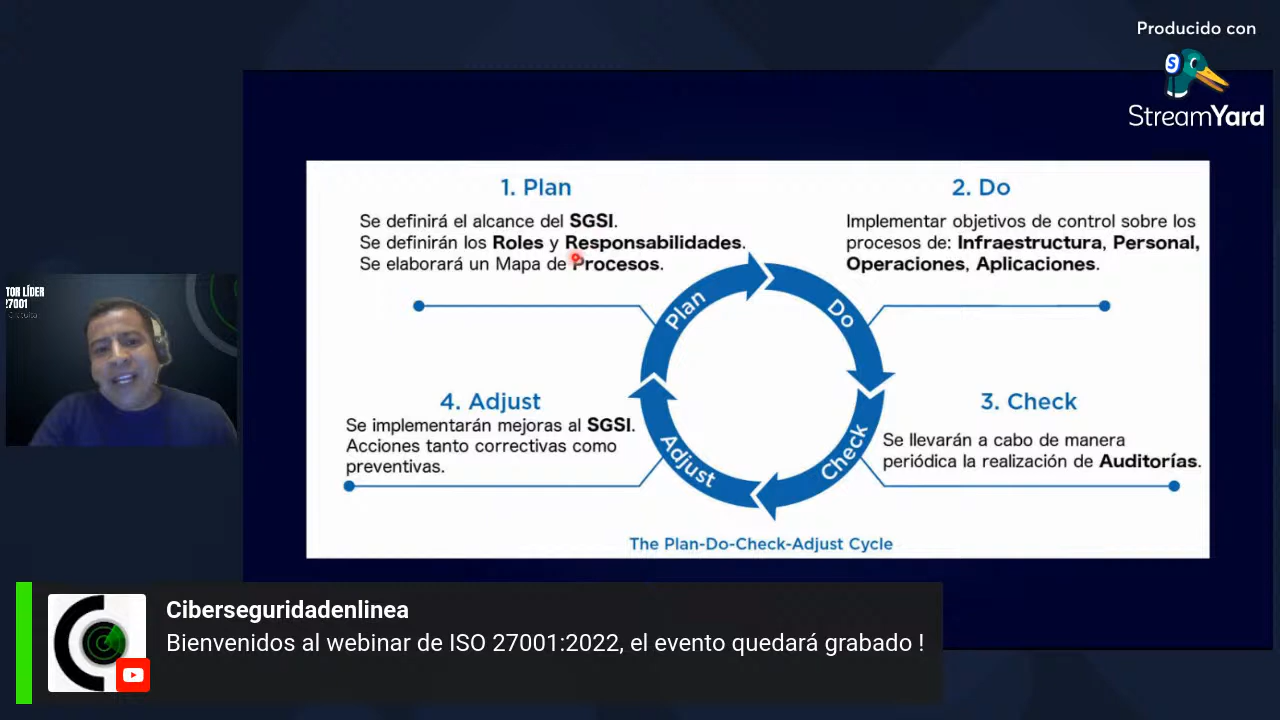 Producido con
StreamYard
1. Plan
Se definirá el alcance del SGSI.
Se definirán los Roles y Responsabilidades.
Se elaborará un Mapa de Procesos.
2. Do
Implementar objetivos de control sobre los
procesos de: Infraestructura, Personal,
Operaciones, Aplicaciones.
Plan
Do
TOR LÍDER
27001
Gratuita
4. Adjust
Se implementarán mejoras al SGSI.
Acciones tanto correctivas como
preventivas.
3. Check
Se llevarán a cabo de manera
periódica la realización de Auditorías.
Adjust
Check
The Plan-Do-Check-Adjust Cycle
Ciberseguridadenlinea
Bienvenidos al webinar de ISO 27001:2022, el evento quedará grabado !